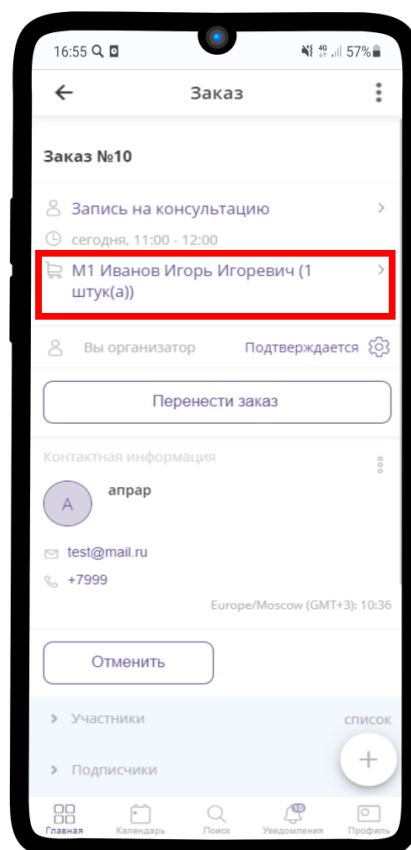 16:55 4G 57%
Заказ
Заказ №10
Запись на консультацию
сегодня, 11:00 - 12:00
М1 Иванов Игорь Игоревич (1
штук(а))
Вы организатор Подтверждается
Перенести заказ
Контактная информация
A
апрар
test@mail.ru
+7999
Europe/Moscow (GMT+3): 10:36
Отменить
Участники список
Подписчики
10
Главная Календарь Поиск Уведомления Профиль